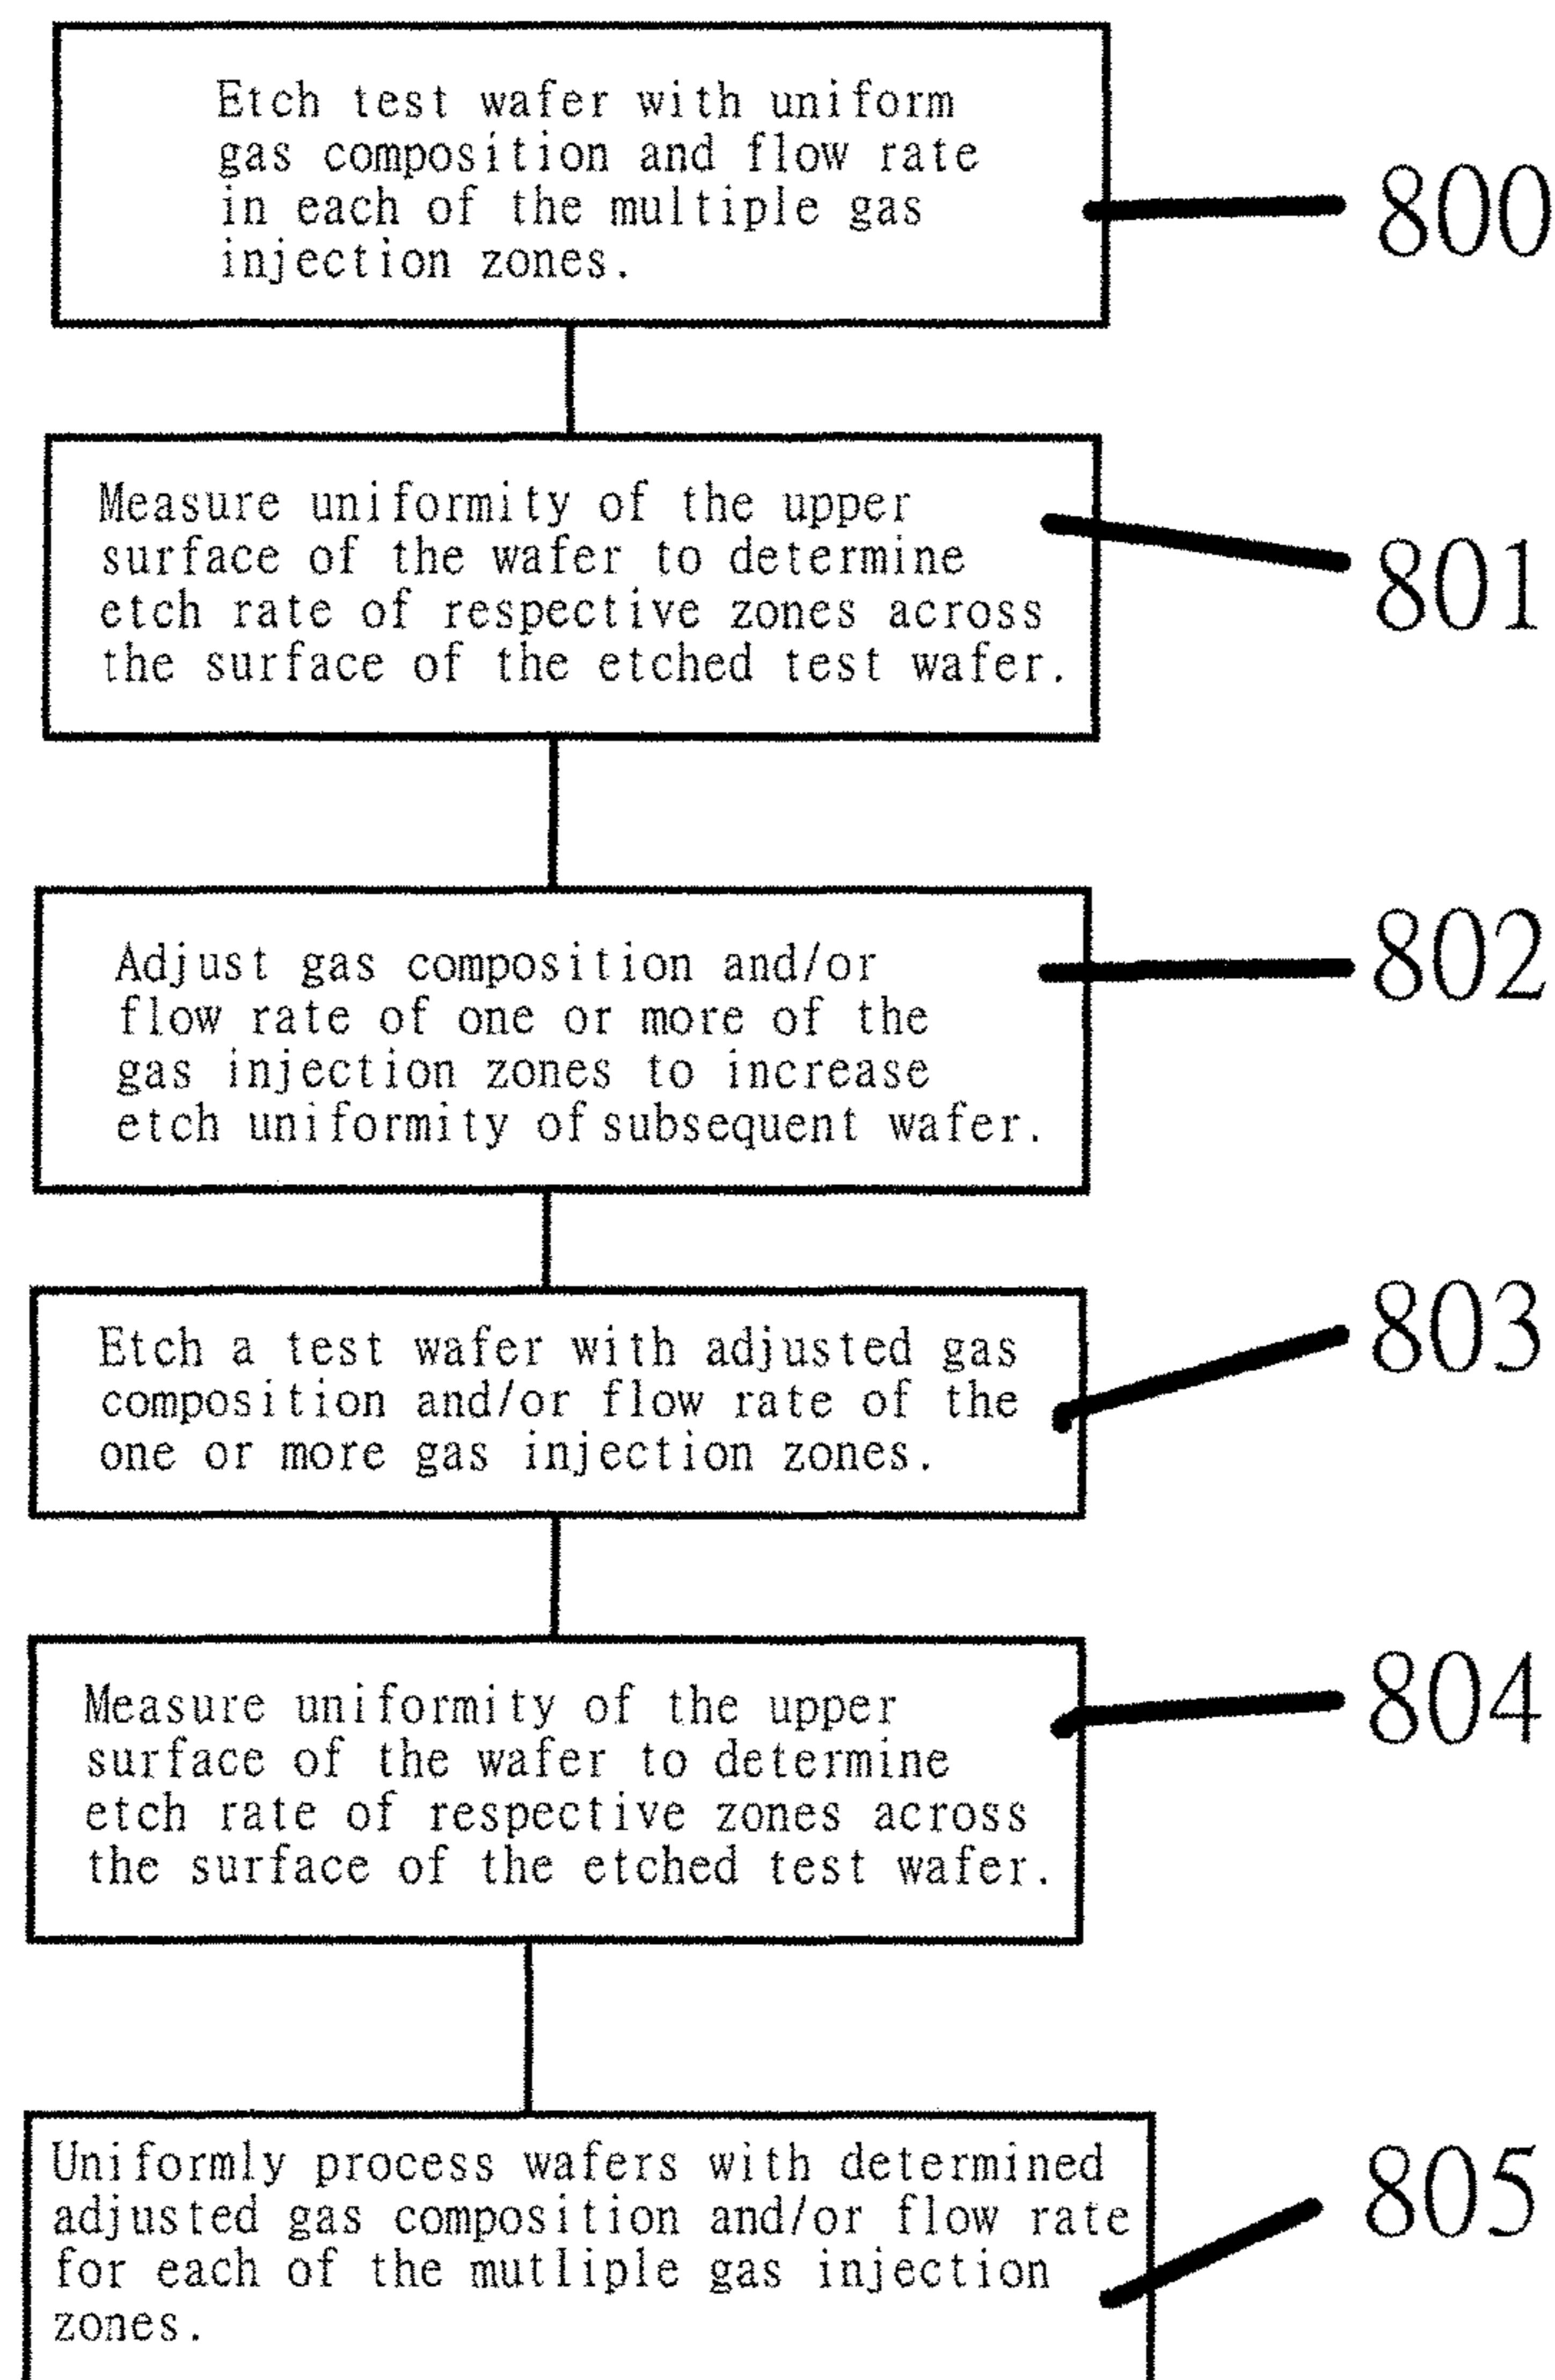 Etch test wafer with uniform
gas composition and flow rate
in each of the multiple gas
injection zones.
800
Measure uniformity of the upper
surface of the wafer to determine
etch rate of respective zones across
the surface of the etched test wafer.
801
Adjust gas composition and/or
flow rate of one or more of the
gas injection zones to increase
etch uniformity of subsequent wafer.
802
Etch a test wafer with adjusted gas
composition and/or flow rate of the
one or more gas injection zones.
803
Measure uniformity of the upper
surface of the wafer to determine
etch rate of respective zones across
the surface of the etched test wafer.
804
Uniformly process wafers with determined
adjusted gas composition and/or flow rate
for each of the mutliple gas injection
zones.
805